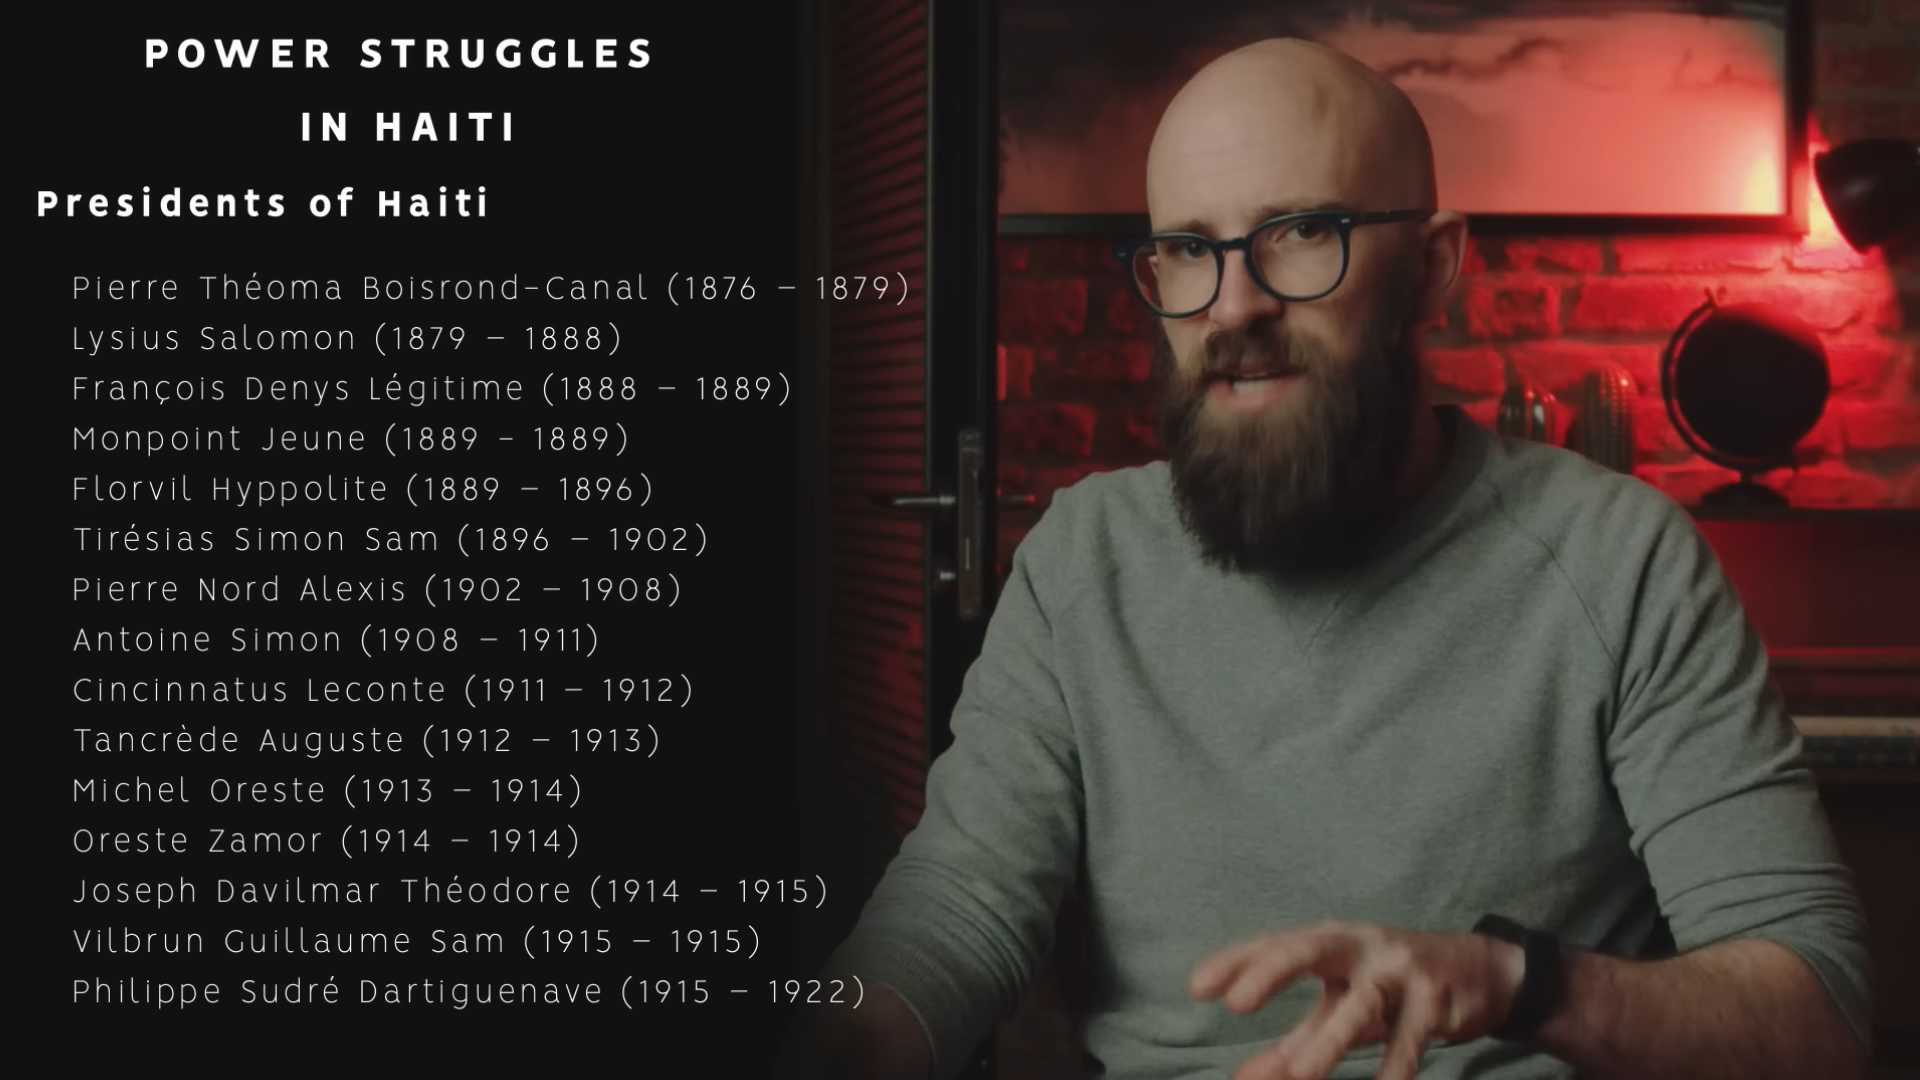 POWER STRUGGLES
IN HAITI
Presidents of Haiti
Pierre Théoma Boisrond-Canal (1876 – 1879)
Lysius Salomon (1879 – 1888)
François Denys Légitime (1888 – 1889)
Monpoint Jeune (1889 - 1889)
Florvil Hyppolite (1889 – 1896)
Tirésias Simon Sam (1896 – 1902)
Pierre Nord Alexis (1902 – 1908)
Antoine Simon (1908 – 1911)
Cincinnatus Leconte (1911 – 1912)
Tancrède Auguste (1912 – 1913)
Michel Oreste (1913 – 1914)
Oreste Zamor (1914 – 1914)
Joseph Davilmar Théodore (1914 – 1915)
Vilbrun Guillaume Sam (1915 – 1915)
Philippe Sudré Dartiguenave (1915 – 1922)